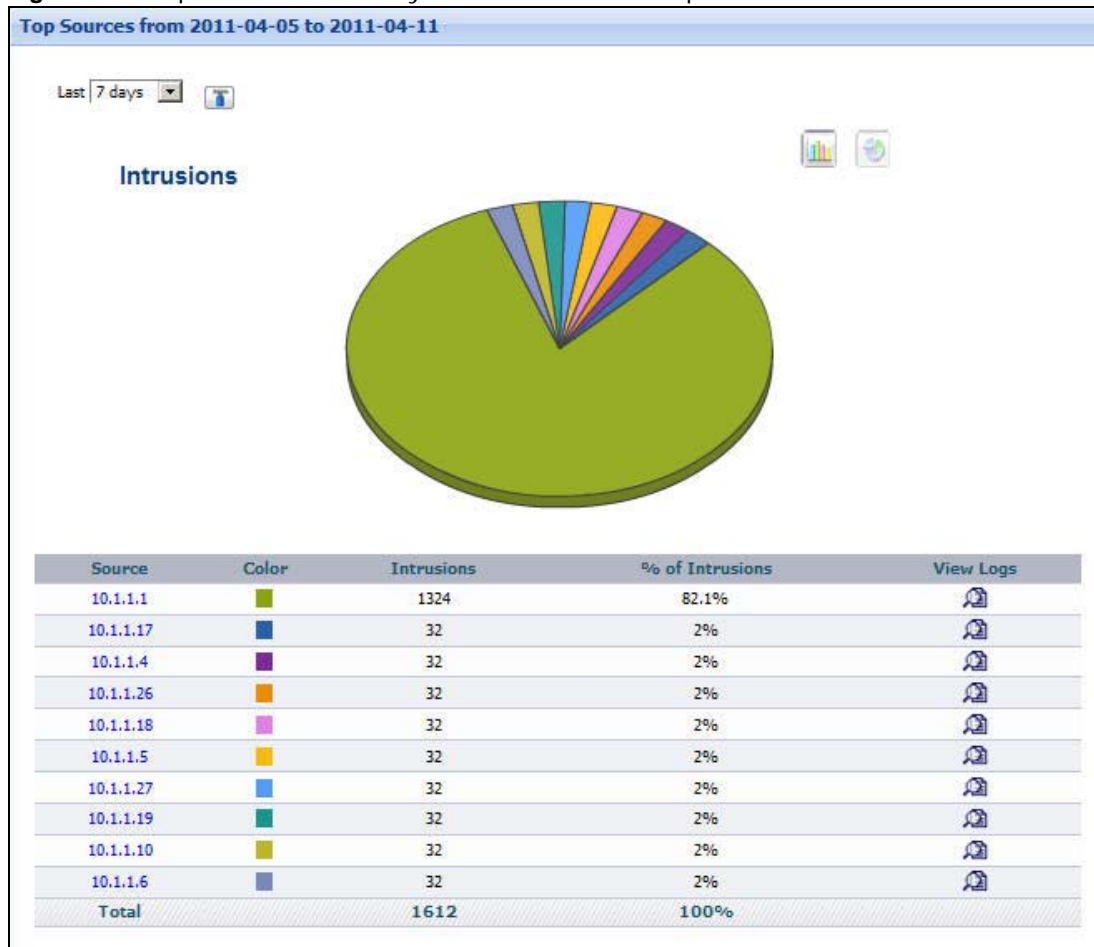 Top Sources from 2011-04-05 to 2011-04-11
Last 7 days
Intrusions
Source Color Intrusions % of Intrusions View Logs
10.1.1.1 1324 82.1%
10.1.1.17 32 2%
10.1.1.4 32 2%
10.1.1.26 32 2%
10.1.1.18 32 2%
10.1.1.5 32 2%
10.1.1.27 32 2%
10.1.1.19 32 2%
10.1.1.10 32 2%
10.1.1.6 32 2%
Total 1612 100%